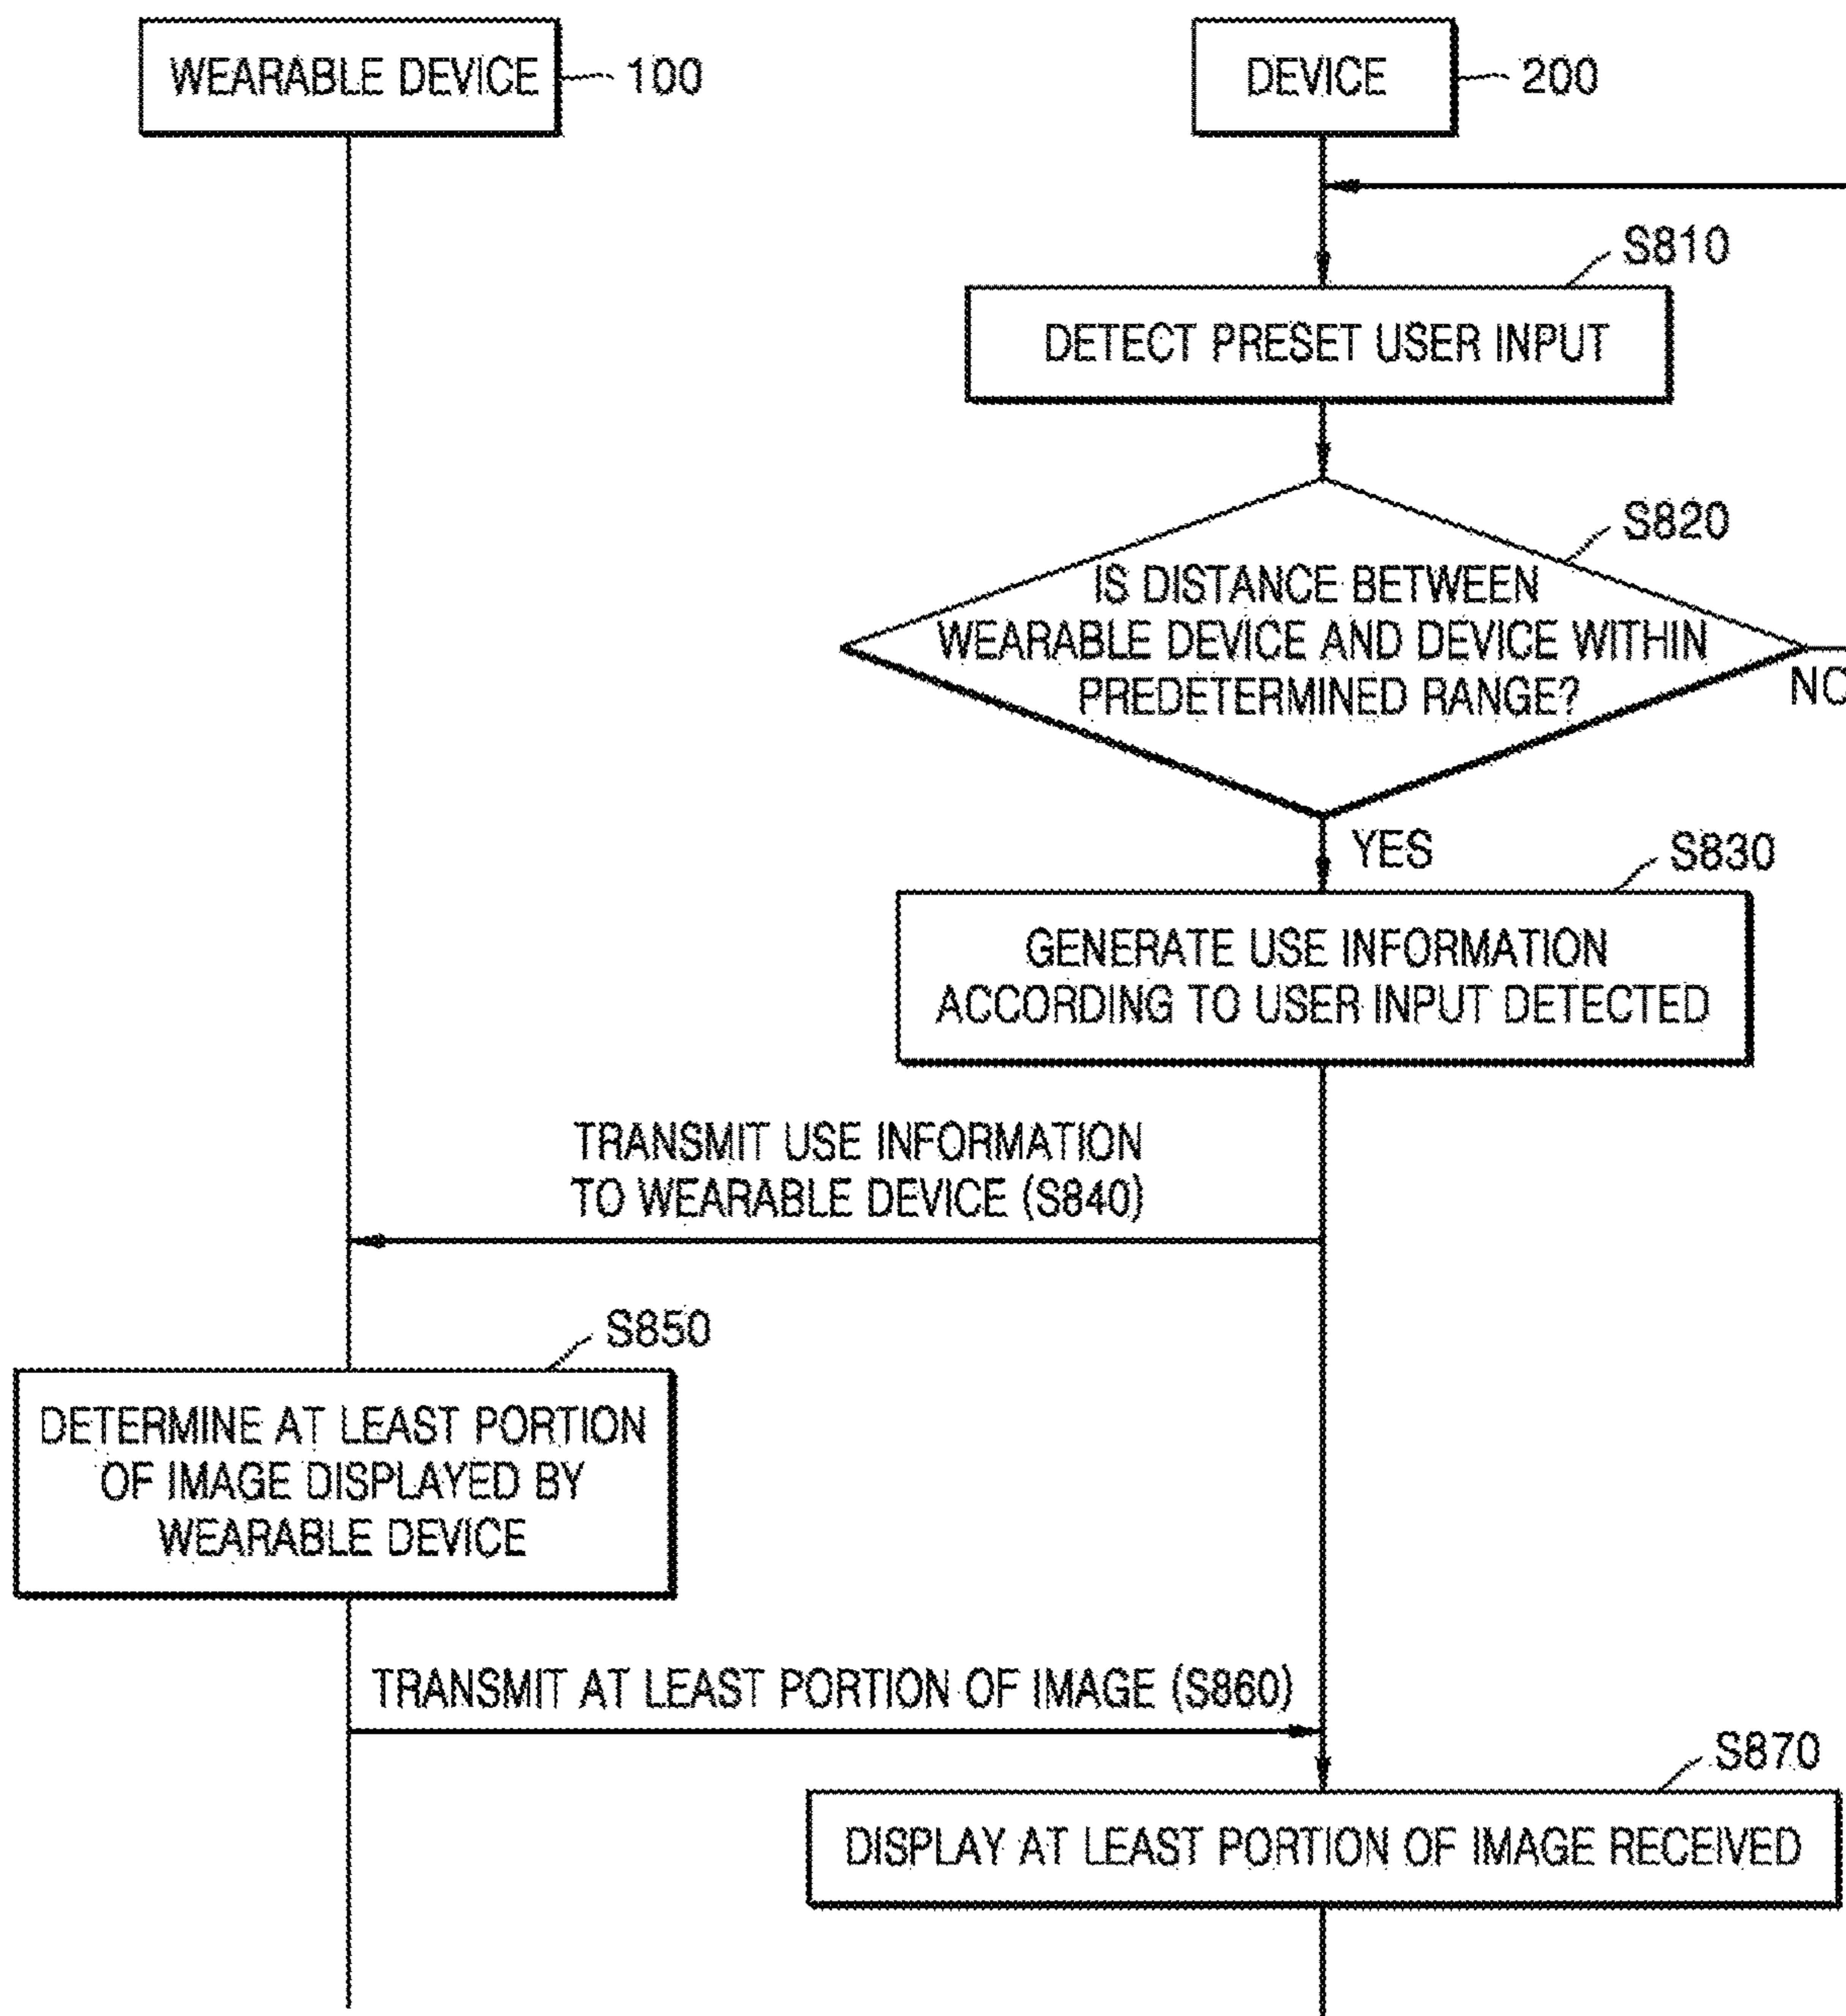 WEARABLE DEVICE
100
DEVICE
200
S810
DETECT PRESET USER INPUT
S820
IS DISTANCE BETWEEN
WEARABLE DEVICE AND DEVICE WITHIN
PREDETERMINED RANGE?
NO
YES
S830
GENERATE USE INFORMATION
ACCORDING TO USER INPUT DETECTED
TRANSMIT USE INFORMATION
TO WEARABLE DEVICE (S840)
S850
DETERMINE AT LEAST PORTION
OF IMAGE DISPLAYED BY
WEARABLE DEVICE
TRANSMIT AT LEAST PORTION OF IMAGE (S860)
S870
DISPLAY AT LEAST PORTION OF IMAGE RECEIVED